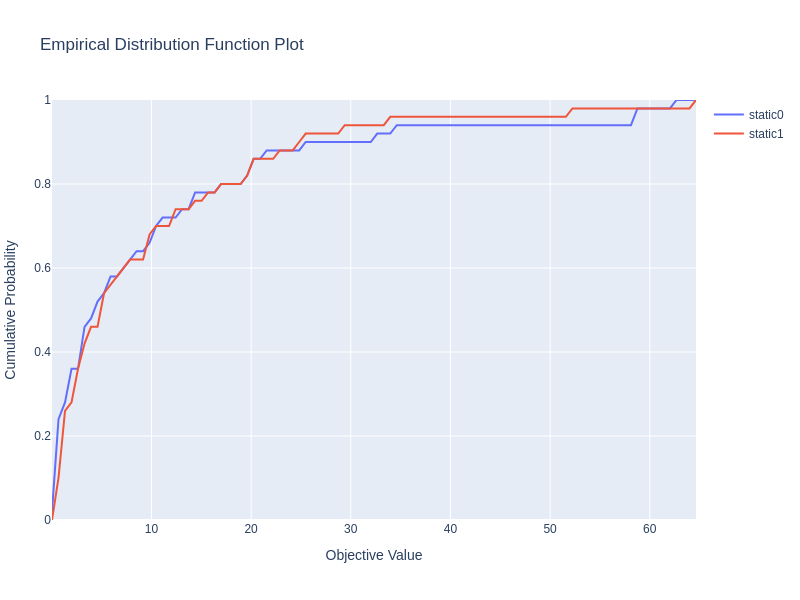 Empirical Distribution Function Plot
1
0.8
0.6
0.4
0.2
0
10 20 30 40 50 60
Objective Value
Cumulative Probability
static0
static1